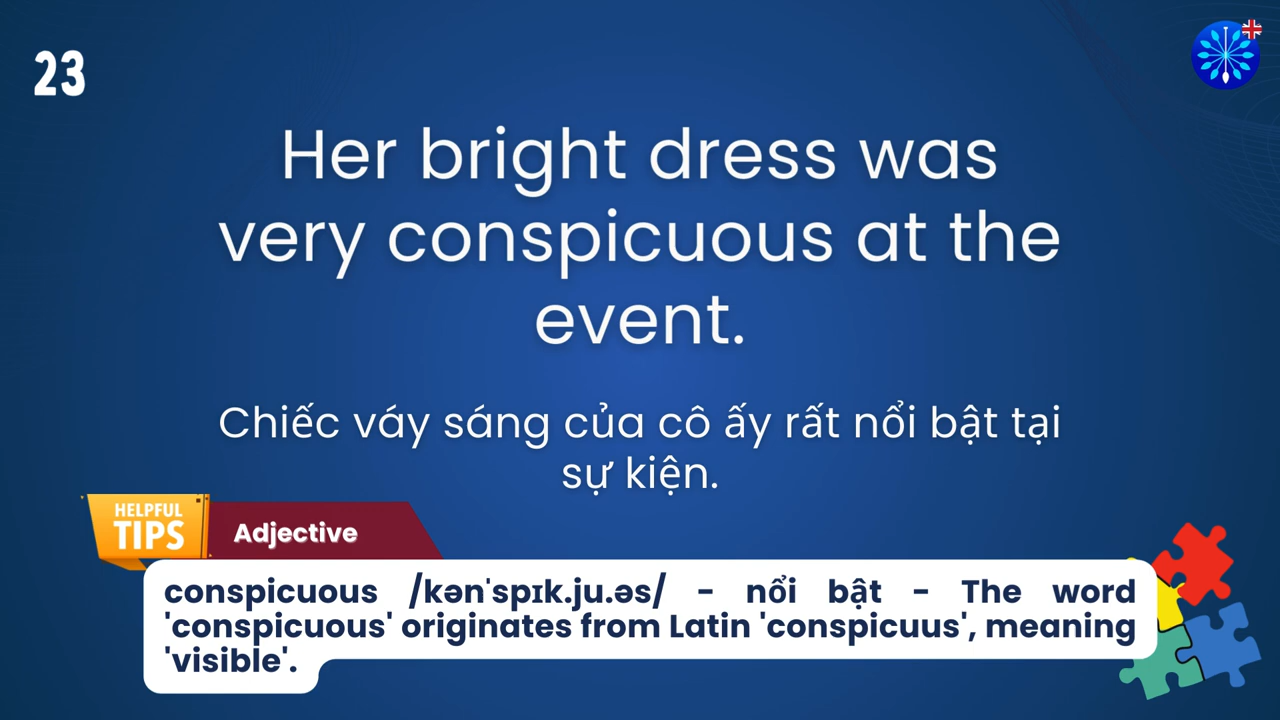 23
Her bright dress was
very conspicuous at the
event.
Chiếc váy sáng của cô ấy rất nổi bật tại
sự kiện.
HELPFUL
TIPS
Adjective
conspicuous /kənˈspɪk.ju.əs/ - nổi bật - The word
'conspicuous' originates from Latin 'conspicuus', meaning
'visible'.